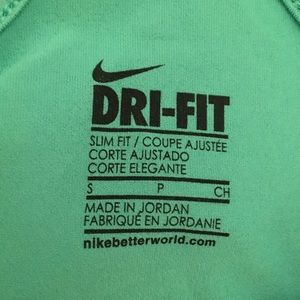 DRI-FIT
SLIM FIT / COUPE AJUSTÉE
CORTE AJUSTADO
CORTE ELEGANTE
S P CH
MADE IN JORDAN
FABRIQUÉ EN JORDANIE
nikebetterworld.com